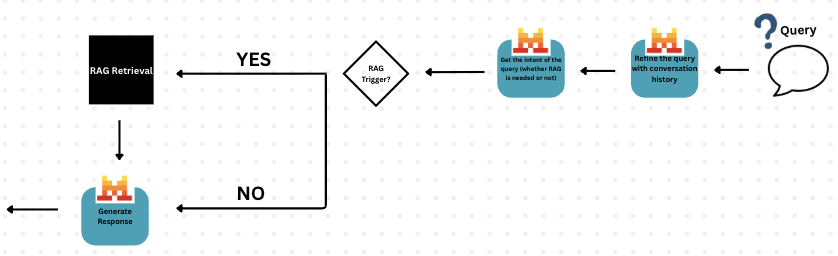 Query
Refine the query
with conversation
history
Get the intent of the
query (whether RAG
is needed or not)
RAG
Trigger?
YES
RAG Retrieval
NO
Generate
Response